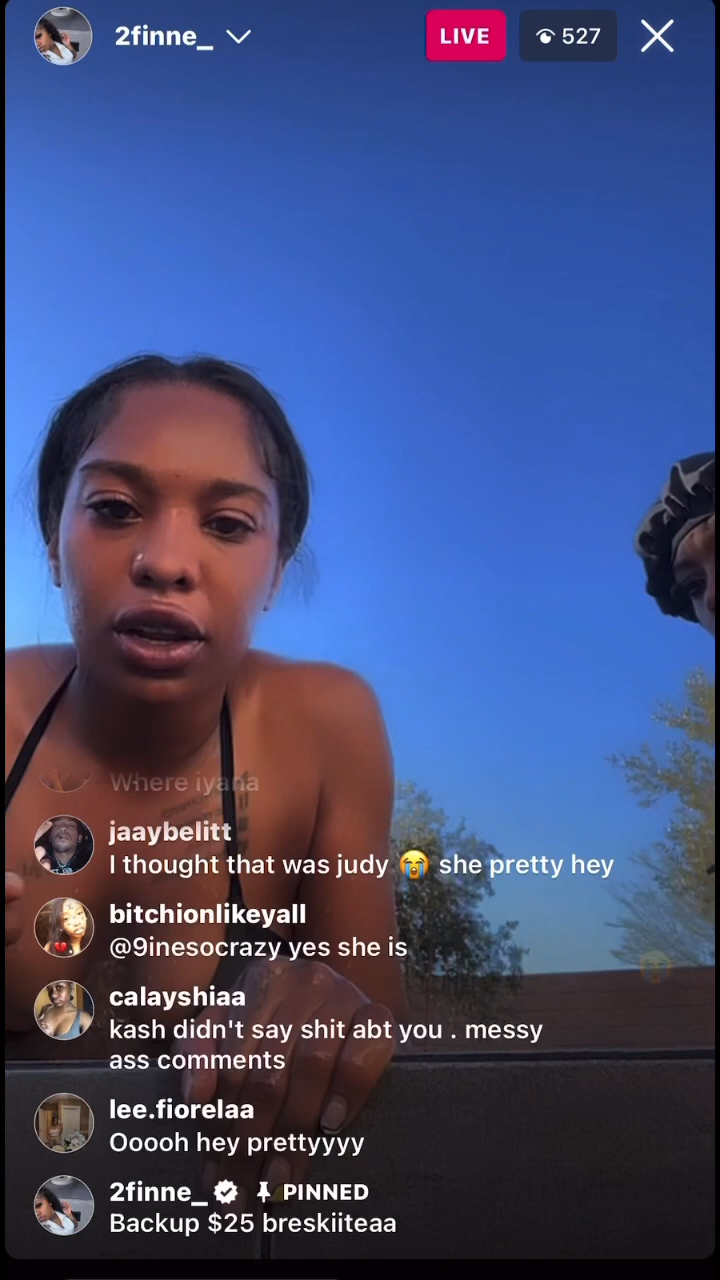 2finne_
LIVE
527
Where iyana
jaaybelitt
I thought that was judy 😭 she pretty hey
bitchionlikeyall
@9inesocrazy yes she is
calayshiaa
kash didn't say shit abt you . messy
ass comments
lee.fiorelaa
Ooooh hey prettyyyy
2finne_ PINNED
Backup $25 breskiiteaa